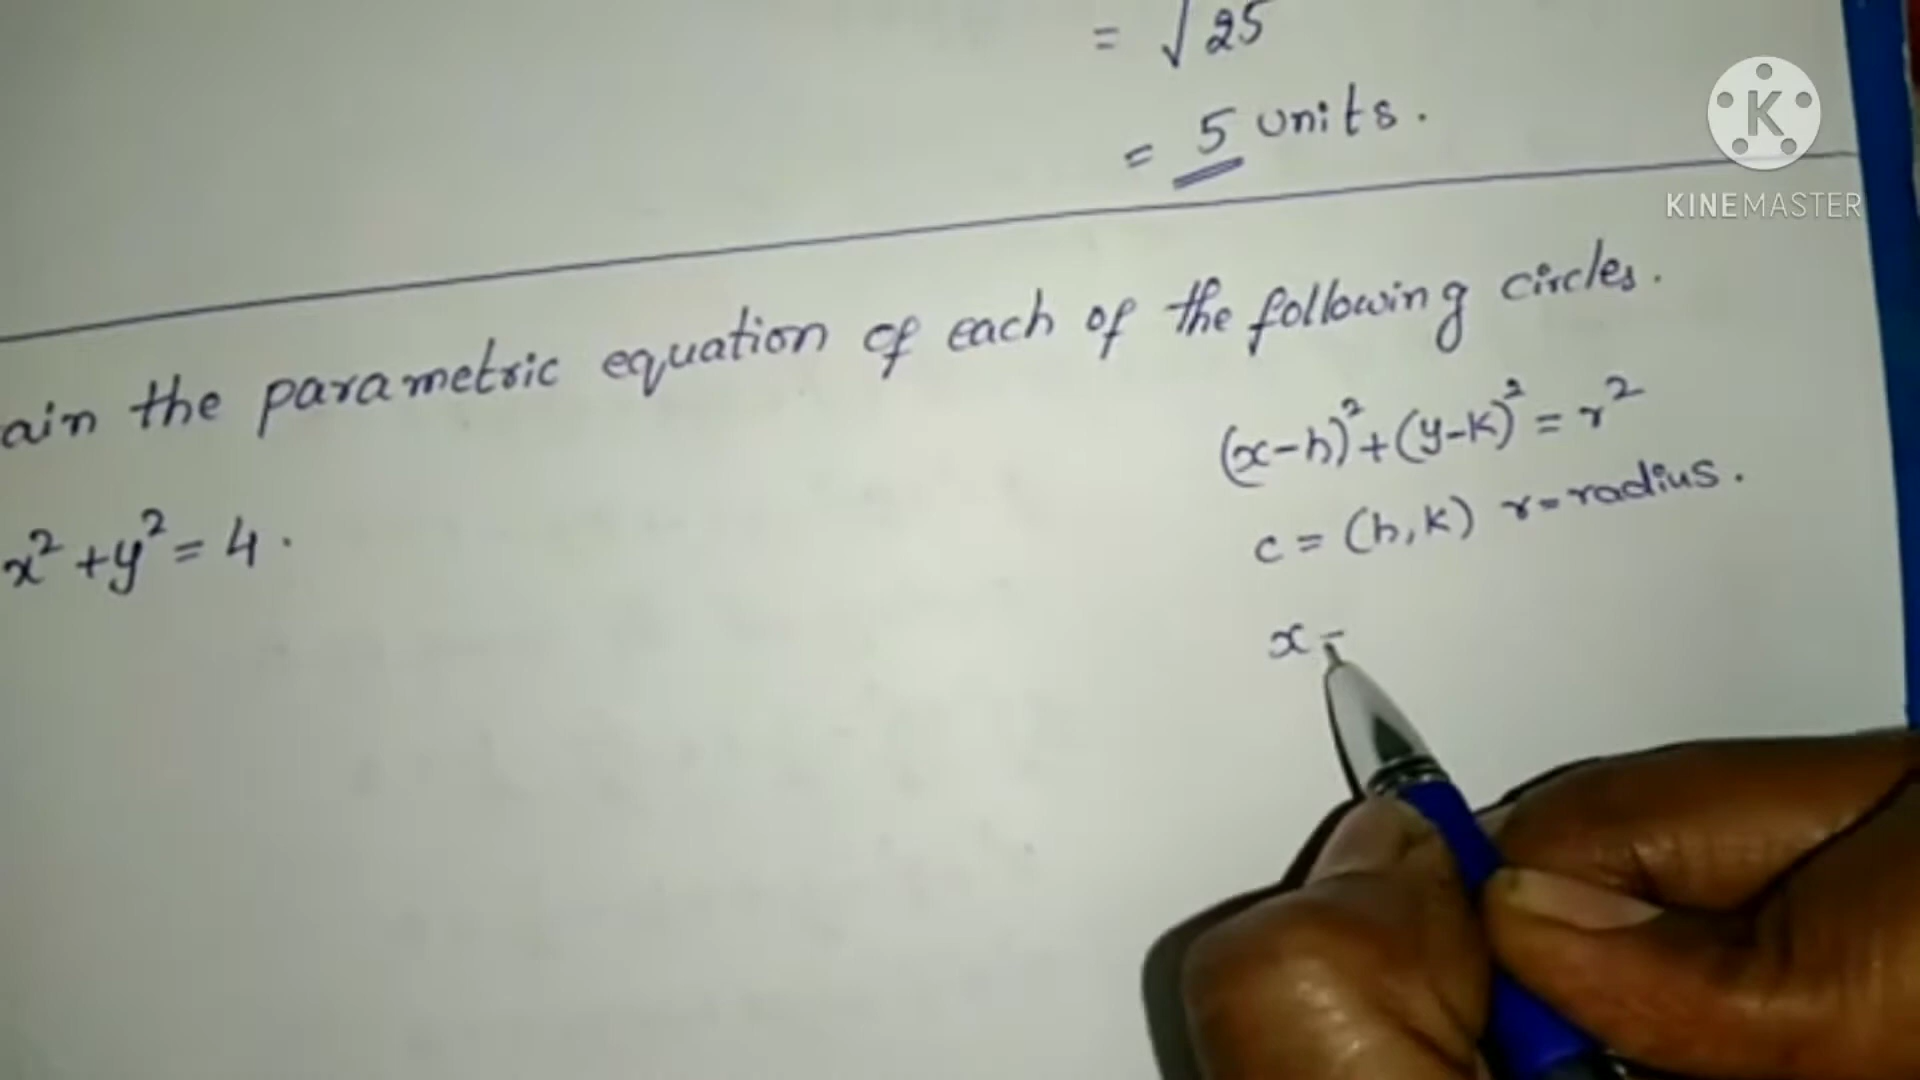 = √25
= 5 units.
K
KINEMASTER
ain the parametric equation of each of the following circles.
(x-h)² + (y-k)² = r²
x² + y² = 4.
c = (h, k) r = radius.
x =